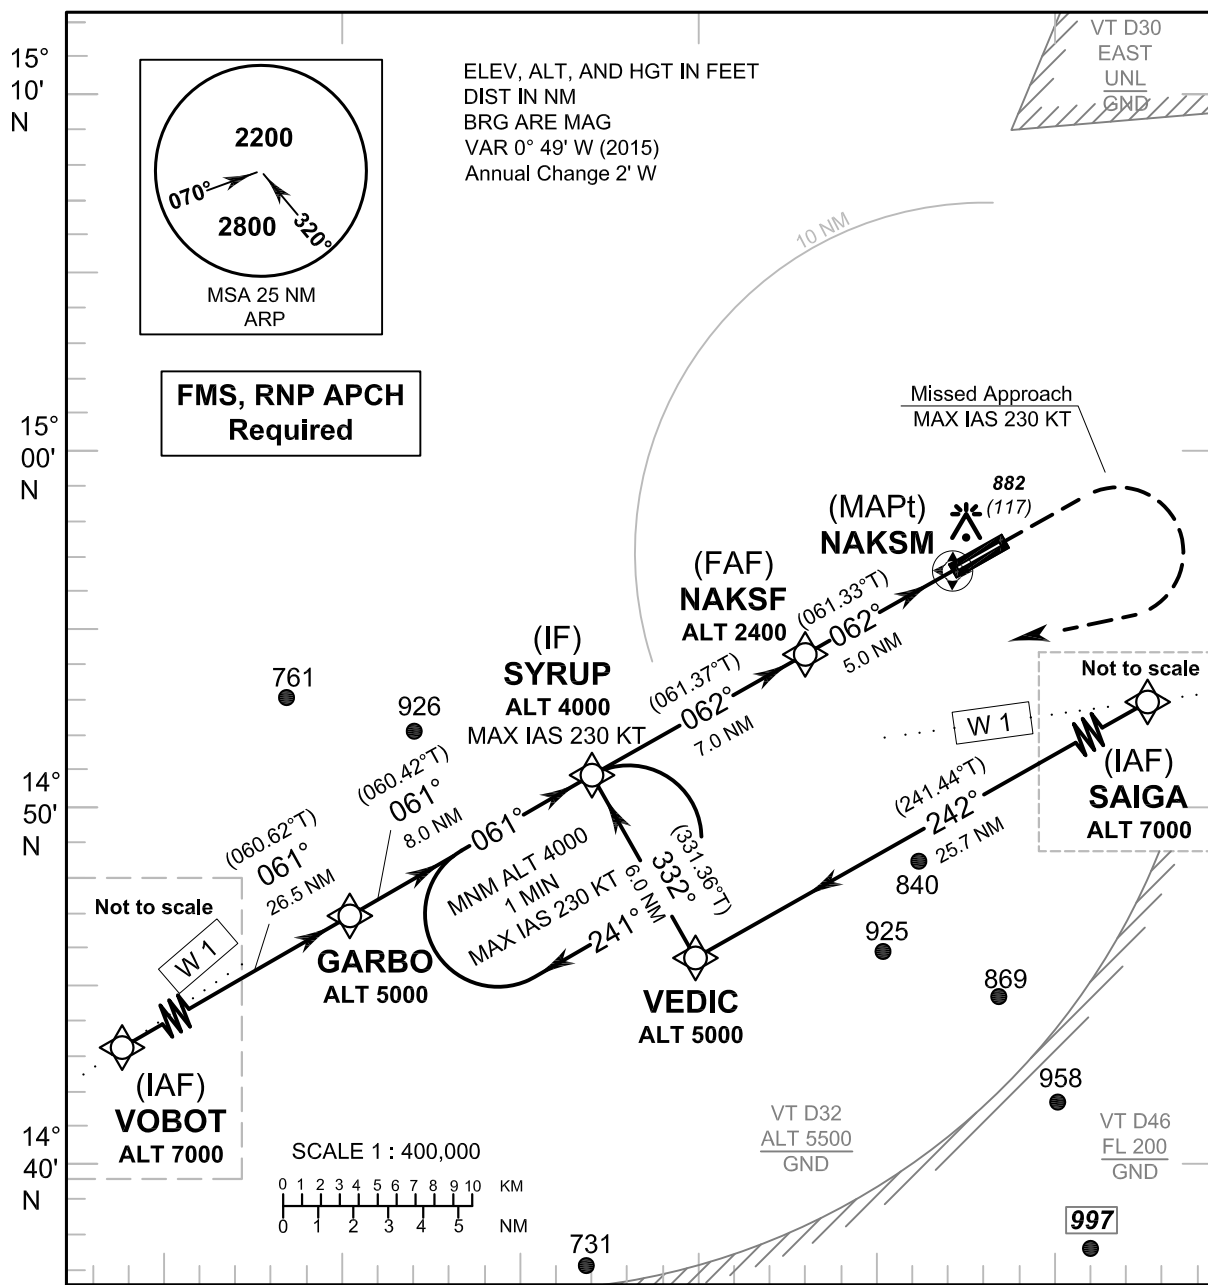 15°
10'
N
2200
070°
2800
320°
MSA 25 NM
ARP
ELEV, ALT, AND HGT IN FEET
DIST IN NM
BRG ARE MAG
VAR 0° 49' W (2015)
Annual Change 2' W
VT D30
EAST
UNL
GND
10 NM
FMS, RNP APCH
Required
Missed Approach
MAX IAS 230 KT
15°
00'
N
882
(117)
(MAPt)
NAKSM
(FAF)
NAKSF
ALT 2400
(061.33°T)
062°
5.0 NM
(IF)
SYRUP
ALT 4000
MAX IAS 230 KT
(061.37°T)
062°
7.0 NM
761
926
Not to scale
W 1
(IAF)
SAIGA
ALT 7000
14°
50'
N
(060.42°T)
061°
8.0 NM
061°
(060.62°T)
061°
26.5 NM
MNM ALT 4000
1 MIN
MAX IAS 230 KT
241°
(331.36°T)
332°
6.0 NM
(241.44°T)
242°
25.7 NM
840
925
869
Not to scale
W 1
GARBO
ALT 5000
VEDIC
ALT 5000
(IAF)
VOBOT
ALT 7000
958
VT D32
ALT 5500
GND
VT D46
FL 200
GND
14°
40'
N
SCALE 1 : 400,000
0 1 2 3 4 5 6 7 8 9 10 KM
0 1 2 3 4 5 NM
731
997